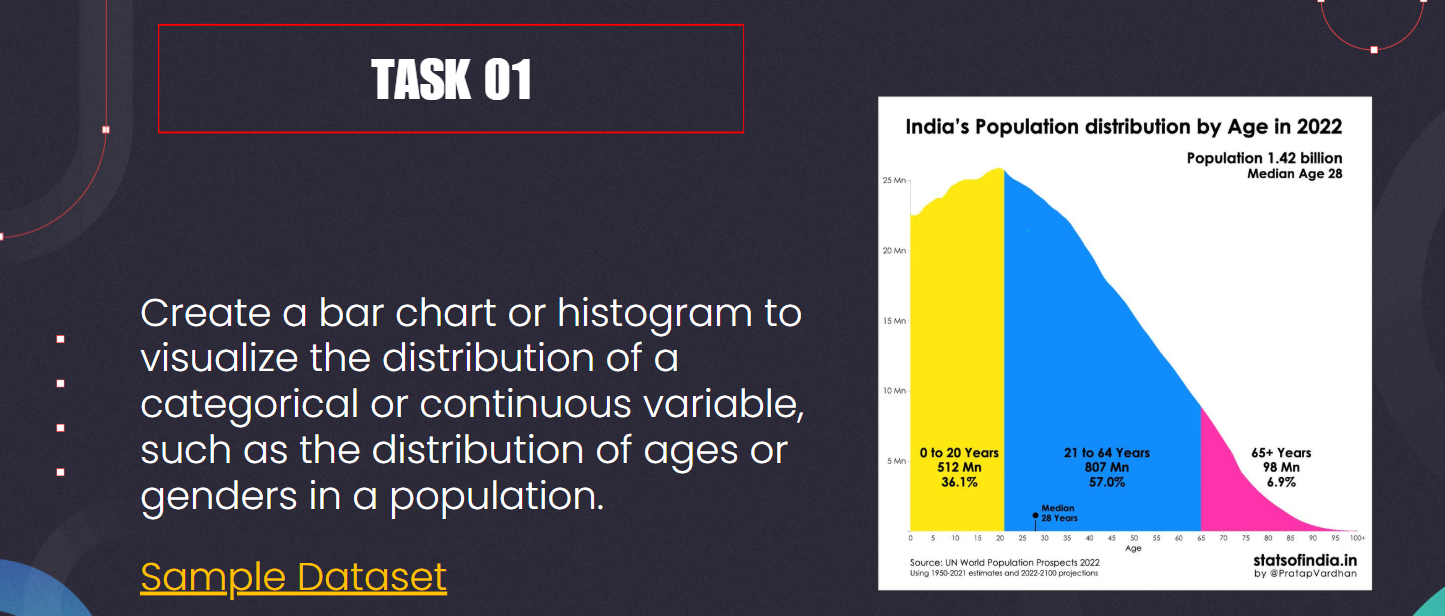 TASK 01
Create a bar chart or histogram to
visualize the distribution of a
categorical or continuous variable,
such as the distribution of ages or
genders in a population.
Sample Dataset
India's Population distribution by Age in 2022
Population 1.42 billion
Median Age 28
25 Mn
20 Mn
15 Mn
10 Mn
5 Mn
0 to 20 Years
512 Mn
36.1%
21 to 64 Years
807 Mn
57.0%
65+ Years
98 Mn
6.9%
Median
28 Years
0 5 10 15 20 25 30 35 40 45 50 55 60 65 70 75 80 85 90 95 100+
Age
Source: UN World Population Prospects 2022
Using 1950-2021 estimates and 2022-2100 projections
statsofindia.in
by @PratapVardhan